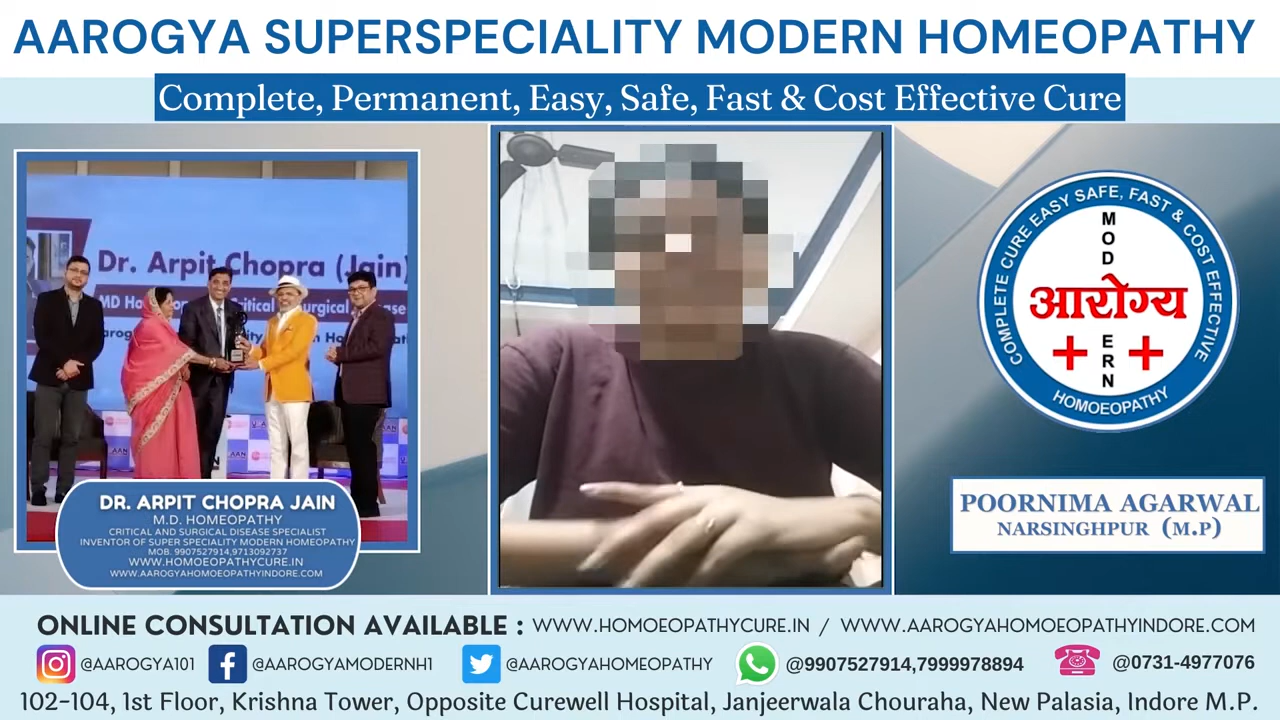 AAROGYA SUPERSPECIALITY MODERN HOMEOPATHY
Complete, Permanent, Easy, Safe, Fast & Cost Effective Cure
Dr. Arpit Chopra (Jain)
DR. ARPIT CHOPRA JAIN
M.D. HOMEOPATHY
CRITICAL AND SURGICAL DISEASE SPECIALIST
INVENTOR OF SUPER SPECIALITY MODERN HOMEOPATHY
MOB. 9907527914,9713092737
WWW.HOMOEOPATHYCURE.IN
WWW.AAROGYAHOMOEOPATHYINDORE.COM
COMPLETE CURE EASY SAFE, FAST & COST EFFECTIVE
MODERN
आरोग्य
HOMOEOPATHY
POORNIMA AGARWAL
NARSINGHPUR (M.P)
ONLINE CONSULTATION AVAILABLE : WWW.HOMOEOPATHYCURE.IN / WWW.AAROGYAHOMOEOPATHYINDORE.COM
@AAROGYA101 @AAROGYAMODERNH1 @AAROGYAHOMEOPATHY @9907527914,7999978894 @0731-4977076
102-104, 1st Floor, Krishna Tower, Opposite Curewell Hospital, Janjeerwala Chouraha, New Palasia, Indore M.P.